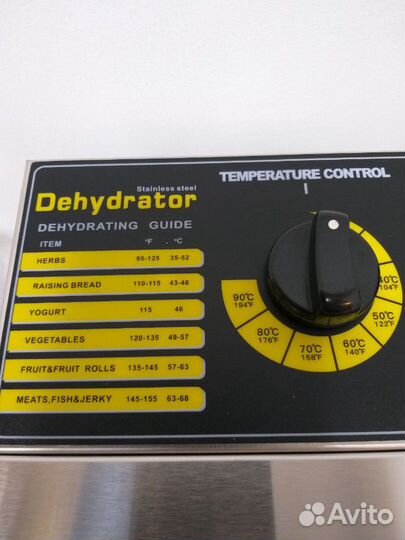 TEMPERATURE CONTROL
Stainless steel
Dehydrator
DEHYDRATING GUIDE
ITEM °F . °C
HERBS 95-125 35-52
RAISING BREAD 110-115 43-46
YOGURT 115 46
VEGETABLES 120-135 49-57
FRUIT&FRUIT ROLLS 135-145 57-63
MEATS,FISH&JERKY 145-155 63-68
40°C
104°F
50°C
122°F
60°C
140°F
70°C
158°F
80°C
176°F
90°C
194°F
Avito